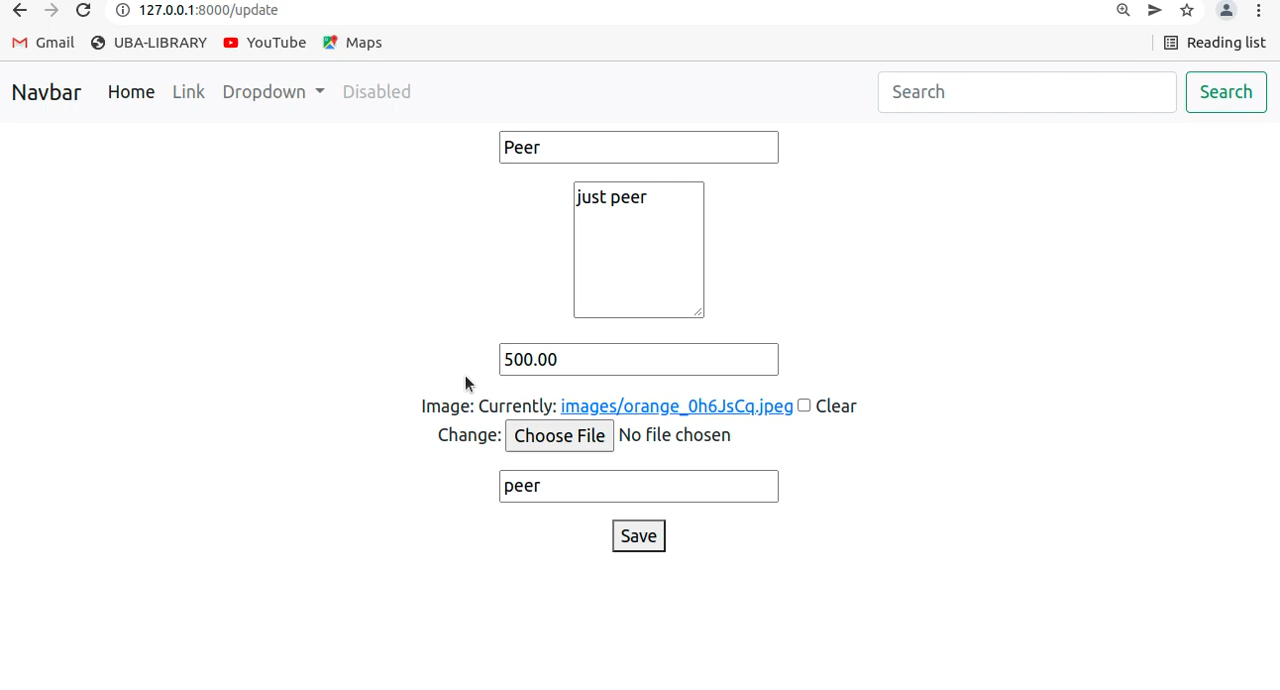 127.0.0.1:8000/update
Gmail UBA-LIBRARY YouTube Maps Reading list
Navbar Home Link Dropdown Disabled Search Search
Peer
just peer
500.00
Image: Currently: images/orange_0h6JsCq.jpeg Clear
Change: Choose File No file chosen
peer
Save